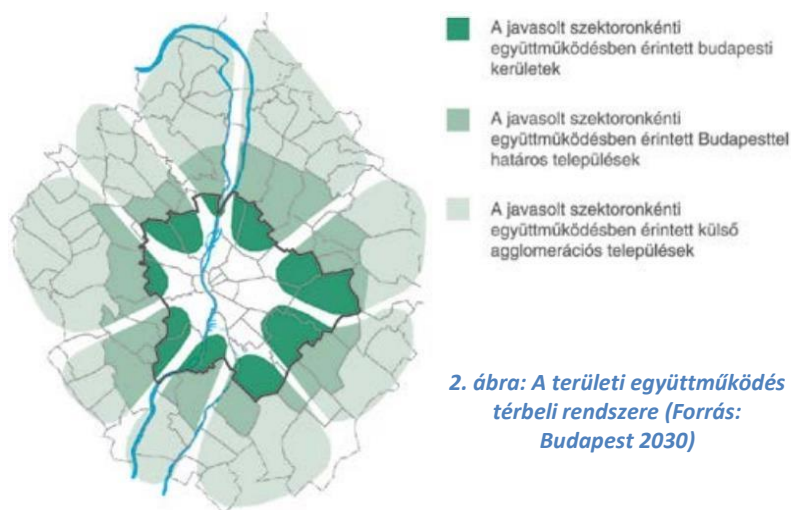 A javasolt szektoronkénti
együttműködésben érintett budapesti
kerületek
A javasolt szektoronkénti
együttműködésben érintett Budapesttel
határos települések
A javasolt szektoronkénti
együttműködésben érintett külső
agglomerációs települések
2. ábra: A területi együttműködés
térbeli rendszere (Forrás:
Budapest 2030)